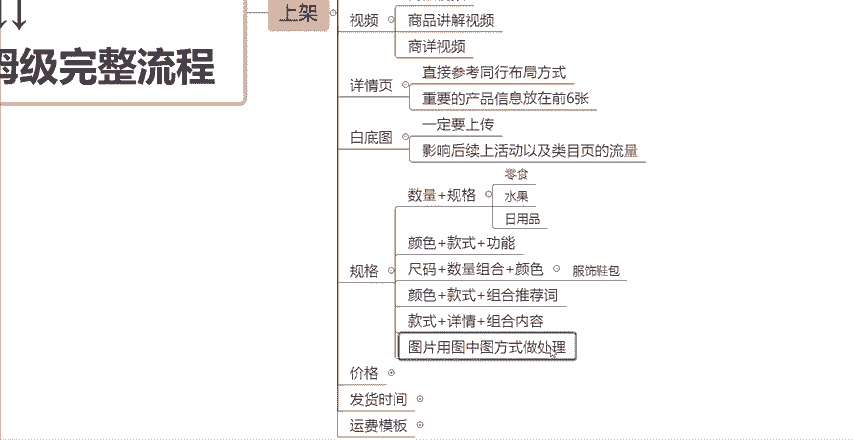 上架
级完整流程
视频
商品讲解视频
商详视频
详情页
直接参考同行布局方式
重要的产品信息放在前6张
白底图
一定要上传
影响后续上活动以及类目页的流量
规格
数量+规格
零食
水果
日用品
颜色+款式+功能
尺码+数量组合+颜色
服饰鞋包
颜色+款式+组合推荐词
款式+详情+组合内容
图片用图中图方式做处理
价格
发货时间
运费模板